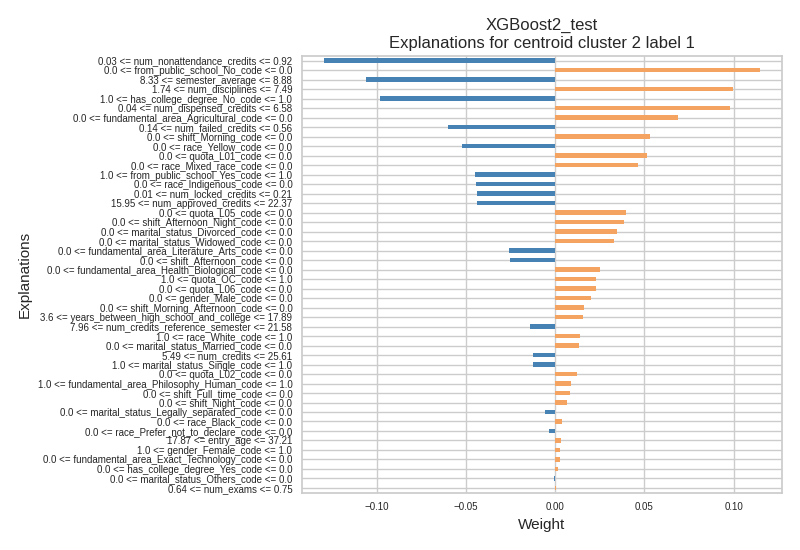 XGBoost2_test
Explanations for centroid cluster 2 label 1
0.03 <= num_nonattendance_credits <= 0.92
0.0 <= from_public_school_No_code <= 0.0
8.33 <= semester_average <= 8.88
1.74 <= num_disciplines <= 7.49
1.0 <= has_college_degree_No_code <= 1.0
0.04 <= num_dispensed_credits <= 6.58
0.0 <= fundamental_area_Agricultural_code <= 0.0
0.14 <= num_failed_credits <= 0.56
0.0 <= shift_Morning_code <= 0.0
0.0 <= race_Yellow_code <= 0.0
0.0 <= quota_L01_code <= 0.0
0.0 <= race_Mixed_race_code <= 0.0
1.0 <= from_public_school_Yes_code <= 1.0
0.0 <= race_Indigenous_code <= 0.0
0.01 <= num_locked_credits <= 0.21
15.95 <= num_approved_credits <= 22.37
0.0 <= quota_L05_code <= 0.0
0.0 <= shift_Afternoon_Night_code <= 0.0
0.0 <= marital_status_Divorced_code <= 0.0
0.0 <= marital_status_Widowed_code <= 0.0
0.0 <= fundamental_area_Literature_Arts_code <= 0.0
0.0 <= shift_Afternoon_code <= 0.0
0.0 <= fundamental_area_Health_Biological_code <= 0.0
1.0 <= quota_OC_code <= 1.0
0.0 <= quota_L06_code <= 0.0
0.0 <= gender_Male_code <= 0.0
0.0 <= shift_Morning_Afternoon_code <= 0.0
3.6 <= years_between_high_school_and_college <= 17.89
7.96 <= num_credits_reference_semester <= 21.58
1.0 <= race_White_code <= 1.0
0.0 <= marital_status_Married_code <= 0.0
5.49 <= num_credits <= 25.61
1.0 <= marital_status_Single_code <= 1.0
0.0 <= quota_L02_code <= 0.0
1.0 <= fundamental_area_Philosophy_Human_code <= 1.0
0.0 <= shift_Full_time_code <= 0.0
0.0 <= shift_Night_code <= 0.0
0.0 <= marital_status_Legally_separated_code <= 0.0
0.0 <= race_Black_code <= 0.0
0.0 <= race_Prefer_not_to_declare_code <= 0.0
17.87 <= entry_age <= 37.21
1.0 <= gender_Female_code <= 1.0
0.0 <= fundamental_area_Exact_Technology_code <= 0.0
0.0 <= has_college_degree_Yes_code <= 0.0
0.0 <= marital_status_Others_code <= 0.0
0.64 <= num_exams <= 0.75
Explanations
−0.10 −0.05 0.00 0.05 0.10
Weight